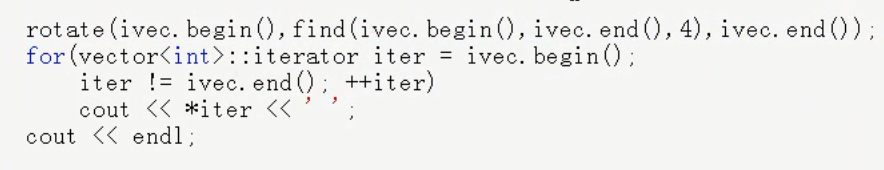 rotate(ivec.begin(),find(ivec.begin(),ivec.end(),4),ivec.end());
for(vector<int>::iterator iter = ivec.begin();
    iter != ivec.end(); ++iter)
    cout << *iter << ' ';
cout << endl;